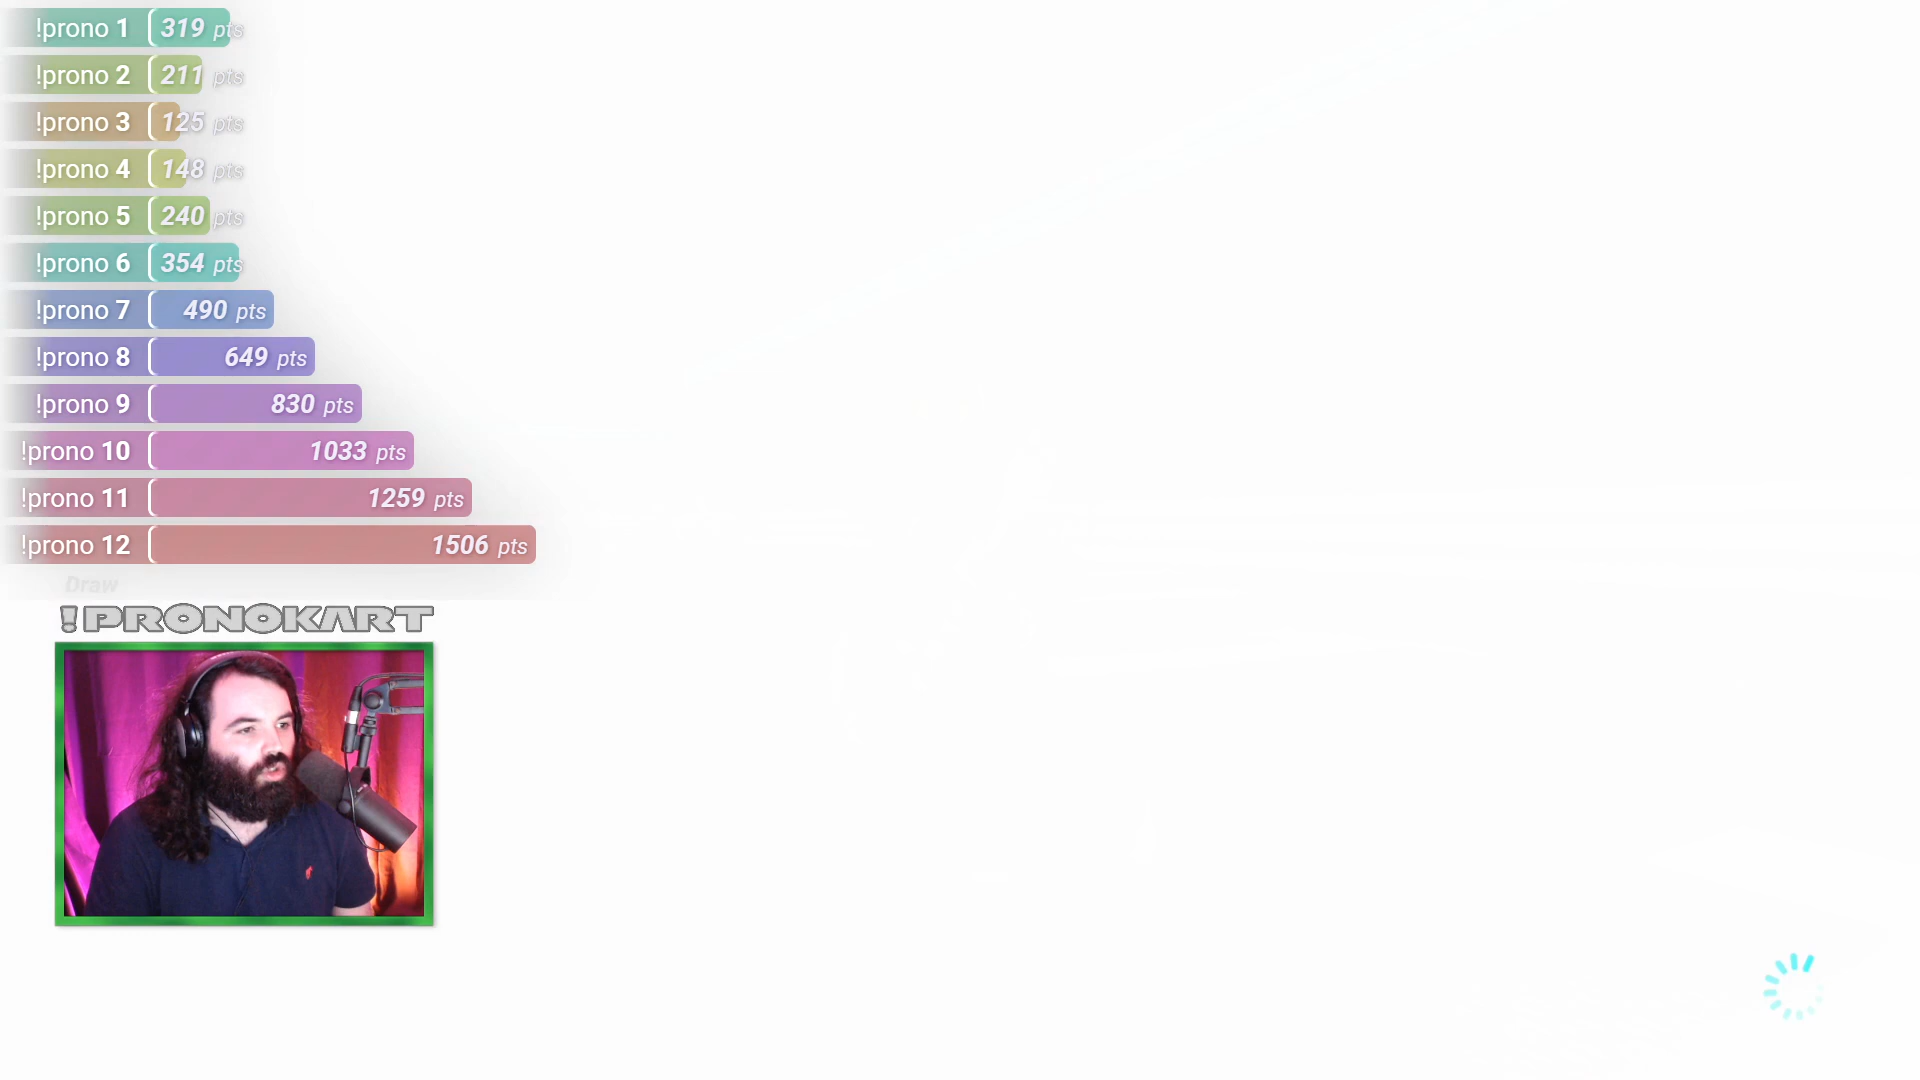 !prono 1 319 pts
!prono 2 211 pts
!prono 3 125 pts
!prono 4 148 pts
!prono 5 240 pts
!prono 6 354 pts
!prono 7 490 pts
!prono 8 649 pts
!prono 9 830 pts
!prono 10 1033 pts
!prono 11 1259 pts
!prono 12 1506 pts
Draw
!PRONOKART